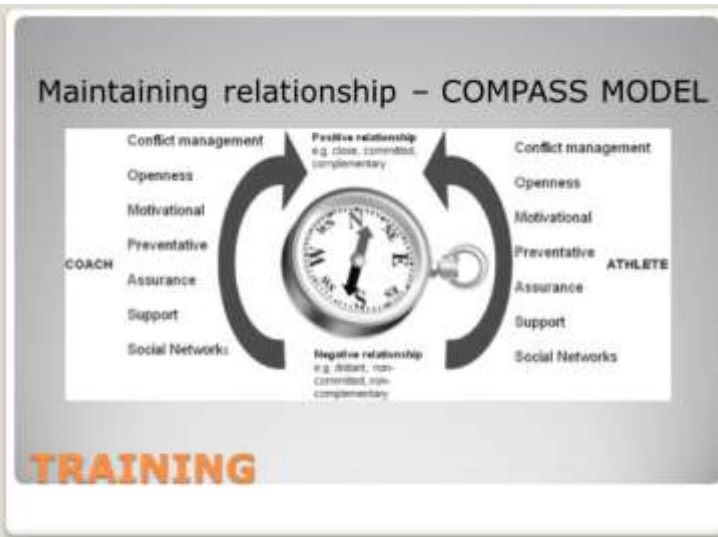 Maintaining relationship – COMPASS MODEL
COACH
Conflict management
Openness
Motivational
Preventative
Assurance
Support
Social Networks
Positive relationship
e.g. close, committed,
complementary
N
E
S
W
Negative relationship
e.g. distant, non-
committed, non-
complementary
Conflict management
Openness
Motivational
Preventative
Assurance
Support
Social Networks
ATHLETE
TRAINING